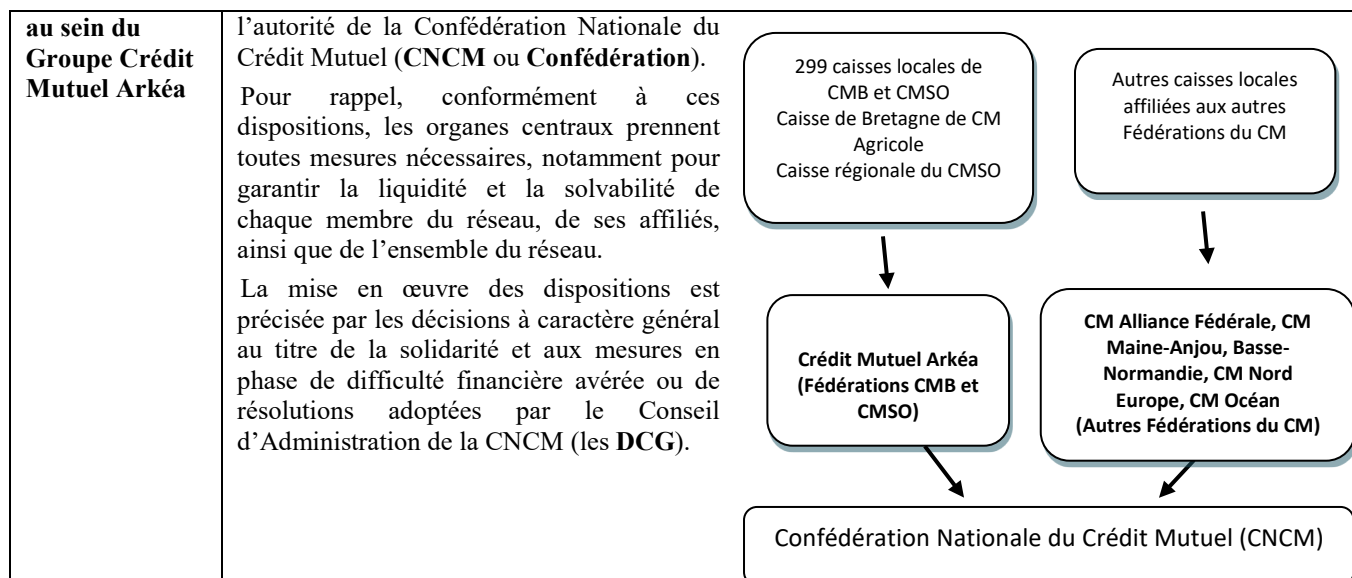 au sein du
Groupe Crédit
Mutuel Arkéa
l’autorité de la Confédération Nationale du
Crédit Mutuel (CNCM ou Confédération).
Pour rappel, conformément à ces
dispositions, les organes centraux prennent
toutes mesures nécessaires, notamment pour
garantir la liquidité et la solvabilité de
chaque membre du réseau, de ses affiliés,
ainsi que de l’ensemble du réseau.
La mise en œuvre des dispositions est
précisée par les décisions à caractère général
au titre de la solidarité et aux mesures en
phase de difficulté financière avérée ou de
résolutions adoptées par le Conseil
d’Administration de la CNCM (les DCG).
299 caisses locales de
CMB et CMSO
Caisse de Bretagne de CM
Agricole
Caisse régionale du CMSO
Autres caisses locale
affiliées aux autres
Fédérations du CM
Crédit Mutuel Arkéa
(Fédérations CMB et
CMSO)
CM Alliance Fédérale, CM
Maine-Anjou, Basse-
Normandie, CM Nord
Europe, CM Océan
(Autres Fédérations du CM)
Confédération Nationale du Crédit Mutuel (CNCM)